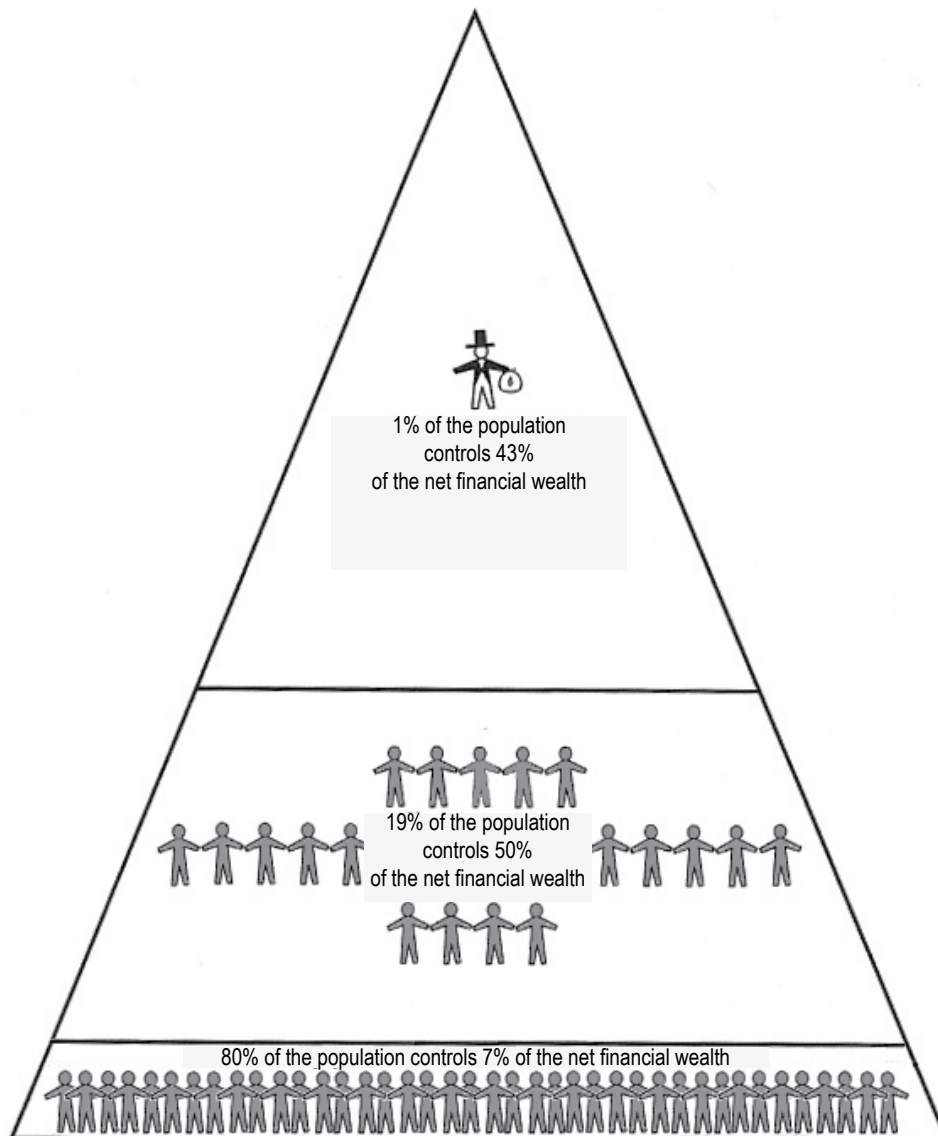 1% of the population
controls 43%
of the net financial wealth
19% of the population
controls 50%
of the net financial wealth
80% of the population controls 7% of the net financial wealth